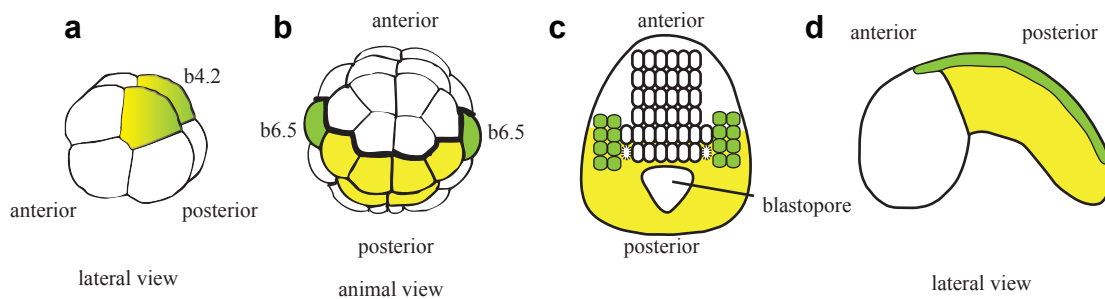 a
b4.2
anterior
posterior
lateral view
b
anterior
b6.5
b6.5
posterior
animal view
c
anterior
blastopore
posterior
d
anterior
posterior
lateral view